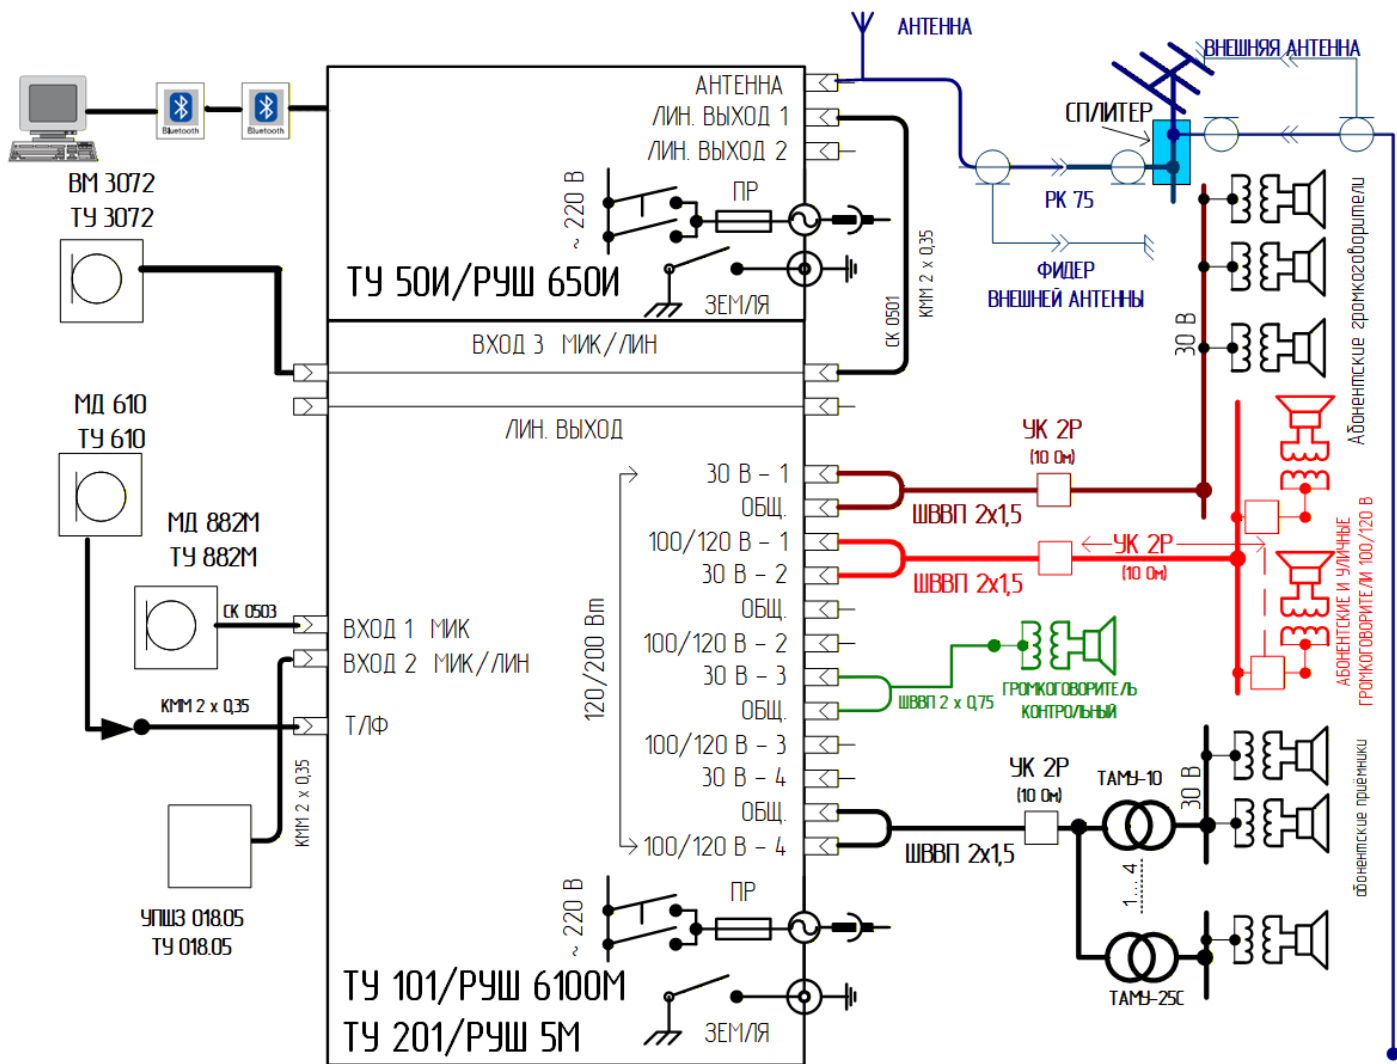 АНТЕННА
ВНЕШНЯЯ АНТЕННА
СПЛИТЕР
РК 75
ФИДЕР
ВНЕШНЕЙ АНТЕННЫ
Bluetooth
Bluetooth
ВМ 3072
ТУ 3072
АНТЕННА
ЛИН. ВЫХОД 1
ЛИН. ВЫХОД 2
~ 220 В
ПР
ЗЕМЛЯ
ТУ 50И/РУШ 650И
СК 0501
КММ 2 х 0,35
ВХОД 3 МИК/ЛИН
ЛИН. ВЫХОД
МД 610
ТУ 610
МД 882М
ТУ 882М
СК 0503
ВХОД 1 МИК
ВХОД 2 МИК/ЛИН
КММ 2 х 0,35
Т/Ф
КММ 2 х 0,35
УПШЗ 018.05
ТУ 018.05
120/200 Вт
30 В - 1
ОБЩ.
100/120 В - 1
30 В - 2
ОБЩ.
100/120 В - 2
30 В - 3
ОБЩ.
100/120 В - 3
30 В - 4
ОБЩ.
100/120 В - 4
~ 220 В
ПР
ЗЕМЛЯ
ТУ 101/РУШ 6100М
ТУ 201/РУШ 5М
30 В
Абонентские громкоговорители
УК 2Р
(10 Ом)
ШВВП 2х1,5
УК 2Р
(10 Ом)
ШВВП 2х1,5
АБОНЕНТСКИЕ И УЛИЧНЫЕ
ГРОМКОГОВОРИТЕЛИ 100/120 В
ШВВП 2 х 0,75
ГРОМКОГОВОРИТЕЛЬ
КОНТРОЛЬНЫЙ
УК 2Р
(10 Ом)
ШВВП 2х1,5
ТАМУ-10
30 В
1... 4
ТАМУ-25С
абонентские приёмники